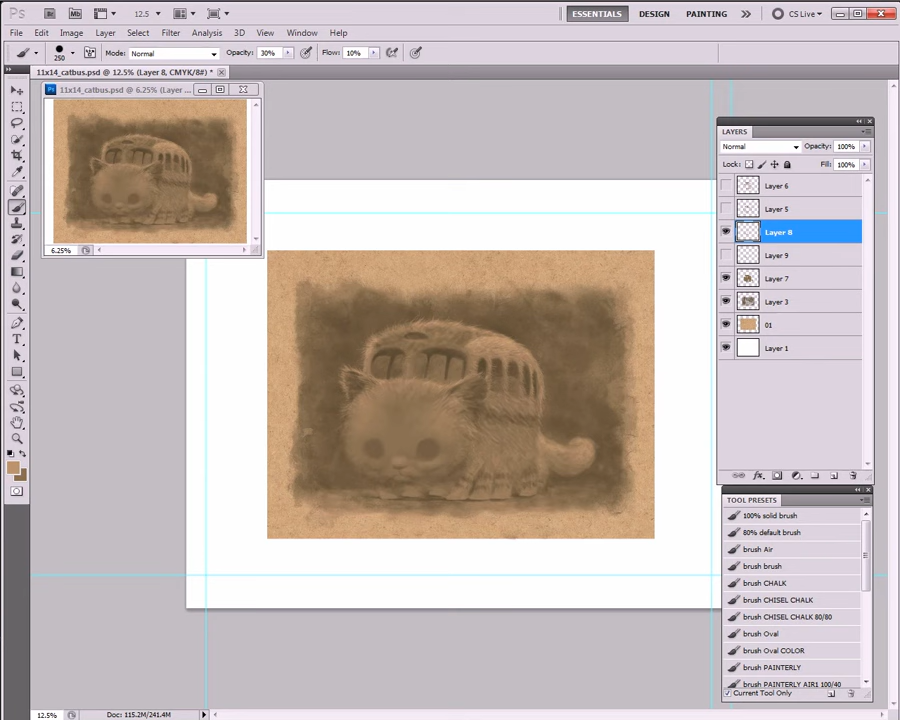 Ps Br Mb 12.5 ESSENTIALS DESIGN PAINTING CS Live
File Edit Image Layer Select Filter Analysis 3D View Window Help
250 Mode: Normal Opacity: 30% Flow: 10%
11x14_catbus.psd @ 12.5% (Layer 8, CMYK/8#) *
11x14_catbus.psd @ 6.25% (Layer ...
6.25%
LAYERS
Normal Opacity: 100%
Lock: Fill: 100%
Layer 6
Layer 5
Layer 8
Layer 9
Layer 7
Layer 3
01
Layer 1
fx
TOOL PRESETS
100% solid brush
80% default brush
brush Air
brush brush
brush CHALK
brush CHISEL CHALK
brush CHISEL CHALK 80/80
brush Oval
brush Oval COLOR
brush PAINTERLY
brush PAINTERLY AIR1 100/40
Current Tool Only
12.5% Doc: 115.2M/241.4M